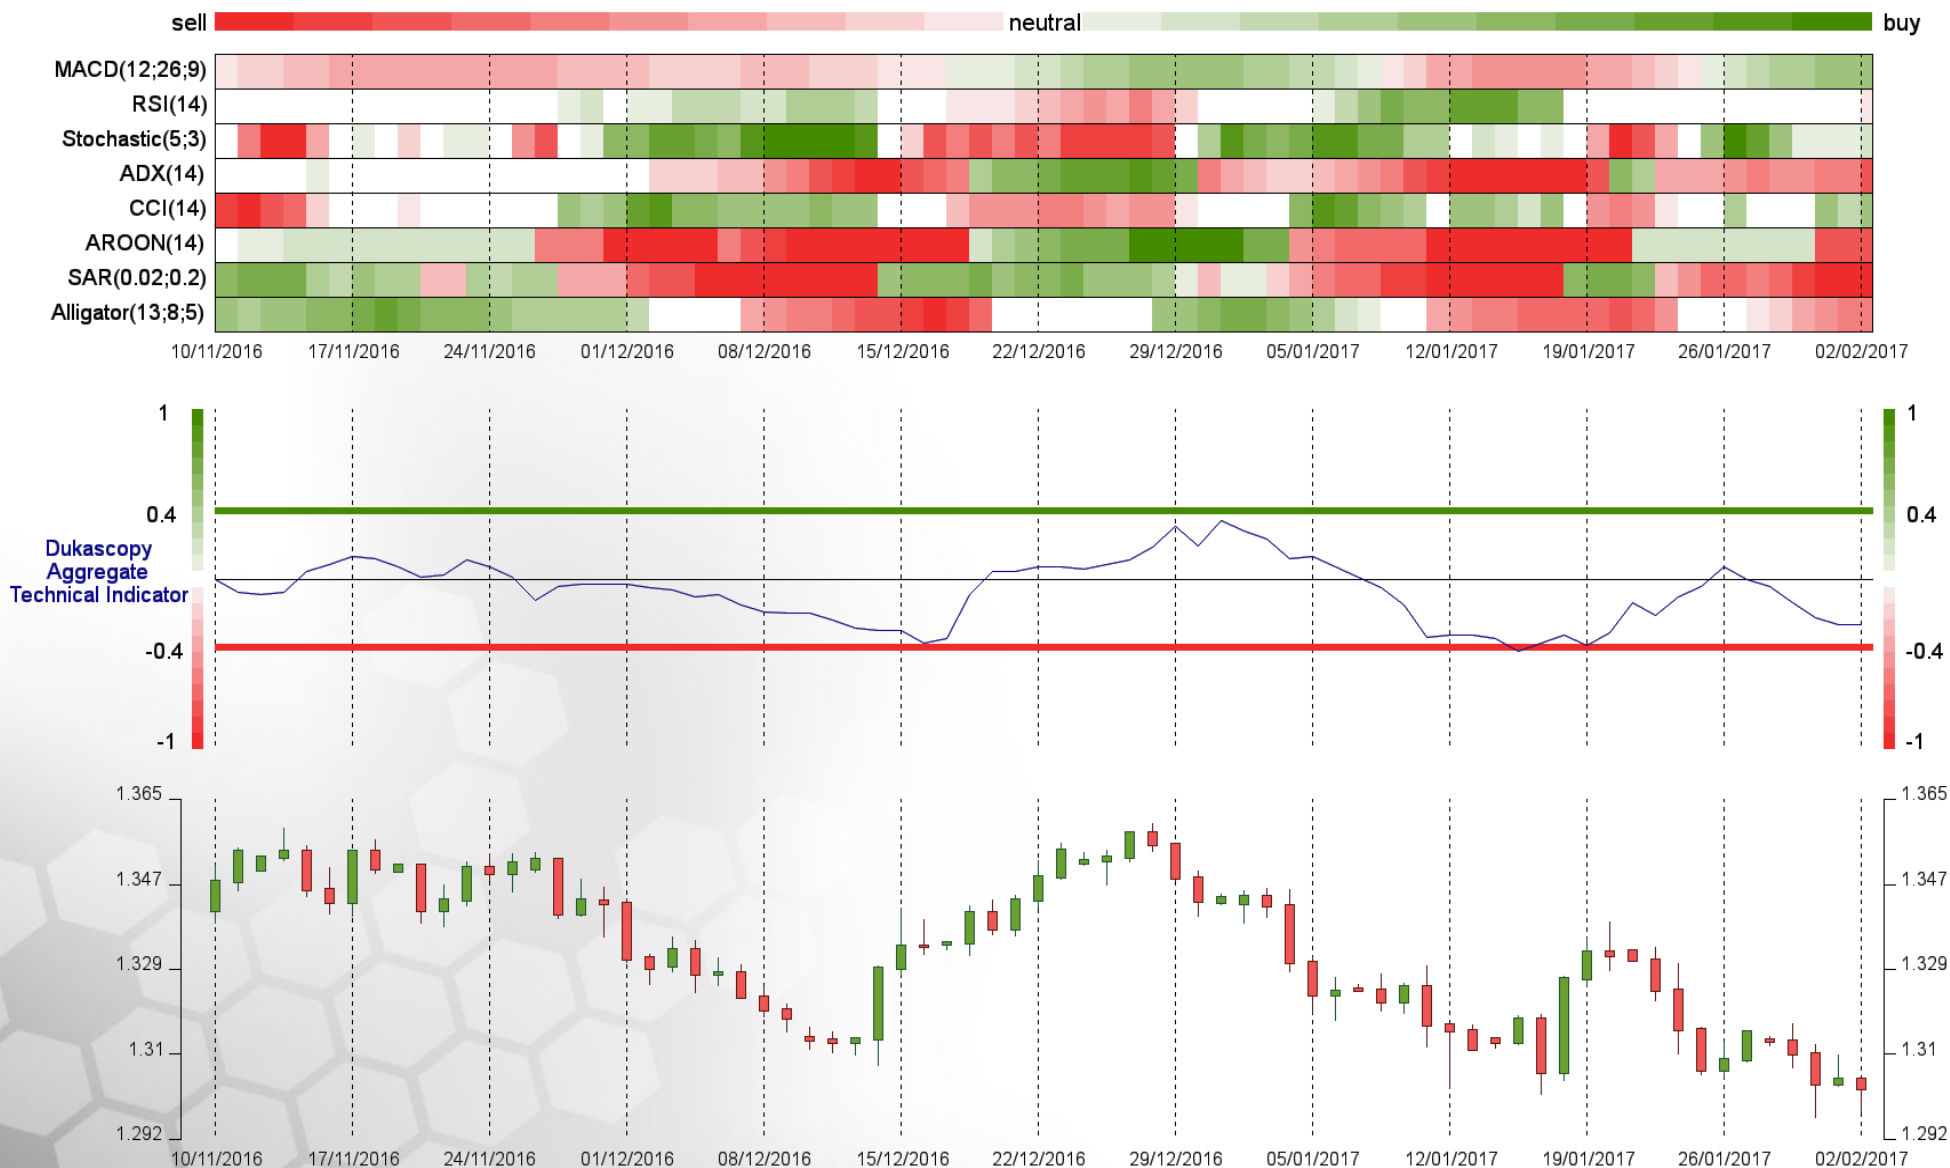 sell neutral buy
MACD(12;26;9)
RSI(14)
Stochastic(5;3)
ADX(14)
CCI(14)
AROON(14)
SAR(0.02;0.2)
Alligator(13;8;5)
10/11/2016 17/11/2016 24/11/2016 01/12/2016 08/12/2016 15/12/2016 22/12/2016 29/12/2016 05/01/2017 12/01/2017 19/01/2017 26/01/2017 02/02/2017
1 1
0.4 0.4
Dukascopy
Aggregate
Technical Indicator
-0.4 -0.4
-1 -1
1.365 1.365
1.347 1.347
1.329 1.329
1.31 1.31
1.292 1.292
10/11/2016 17/11/2016 24/11/2016 01/12/2016 08/12/2016 15/12/2016 22/12/2016 29/12/2016 05/01/2017 12/01/2017 19/01/2017 26/01/2017 02/02/2017